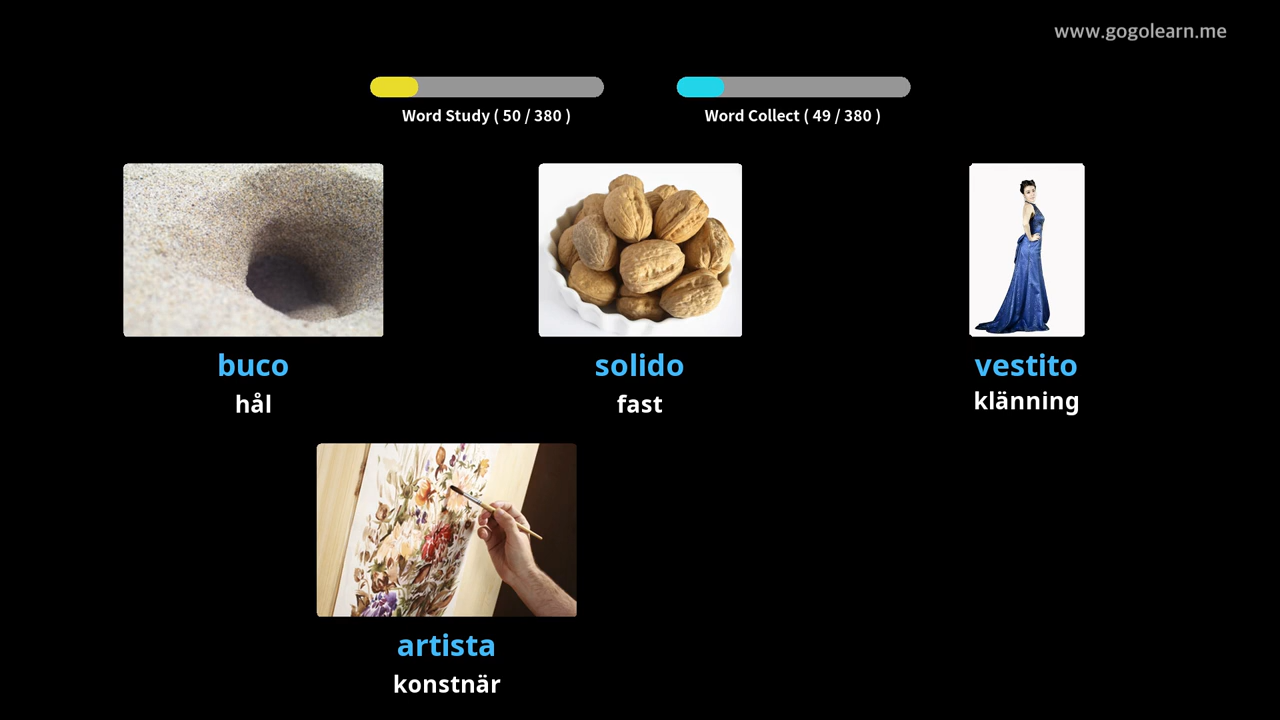 www.gogolearn.me
Word Study ( 50 / 380 )
Word Collect ( 49 / 380 )
buco
hål
solido
fast
vestito
klänning
artista
konstnär